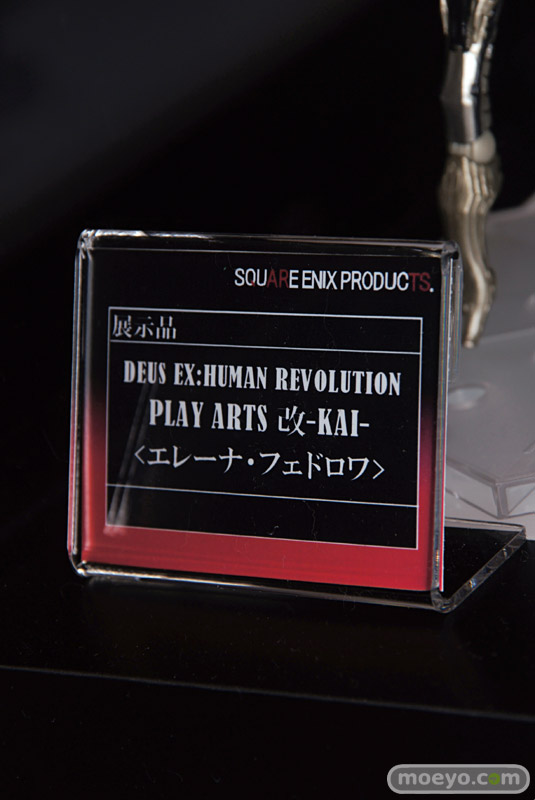 SQUARE ENIX PRODUCTS.
展示品
DEUS EX:HUMAN REVOLUTION
PLAY ARTS 改-KAI-
<エレーナ・フェドロワ>
moeyo.com